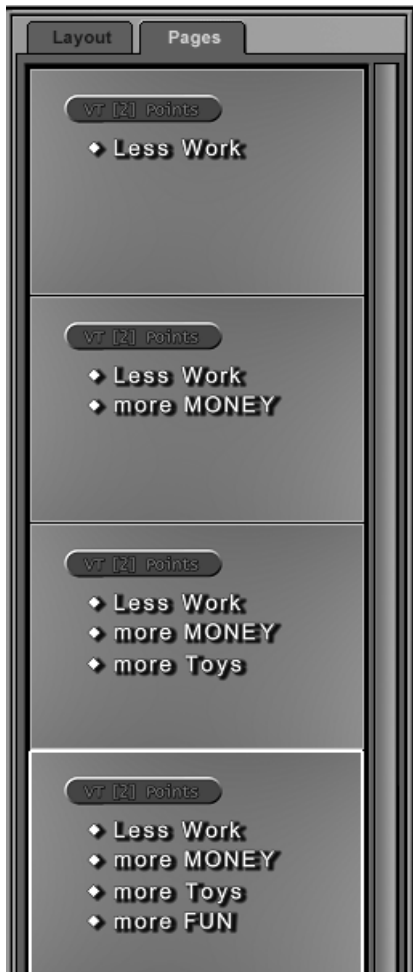 Layout Pages
VT [2] Points
Less Work
VT [2] Points
Less Work
more MONEY
VT [2] Points
Less Work
more MONEY
more Toys
VT [2] Points
Less Work
more MONEY
more Toys
more FUN